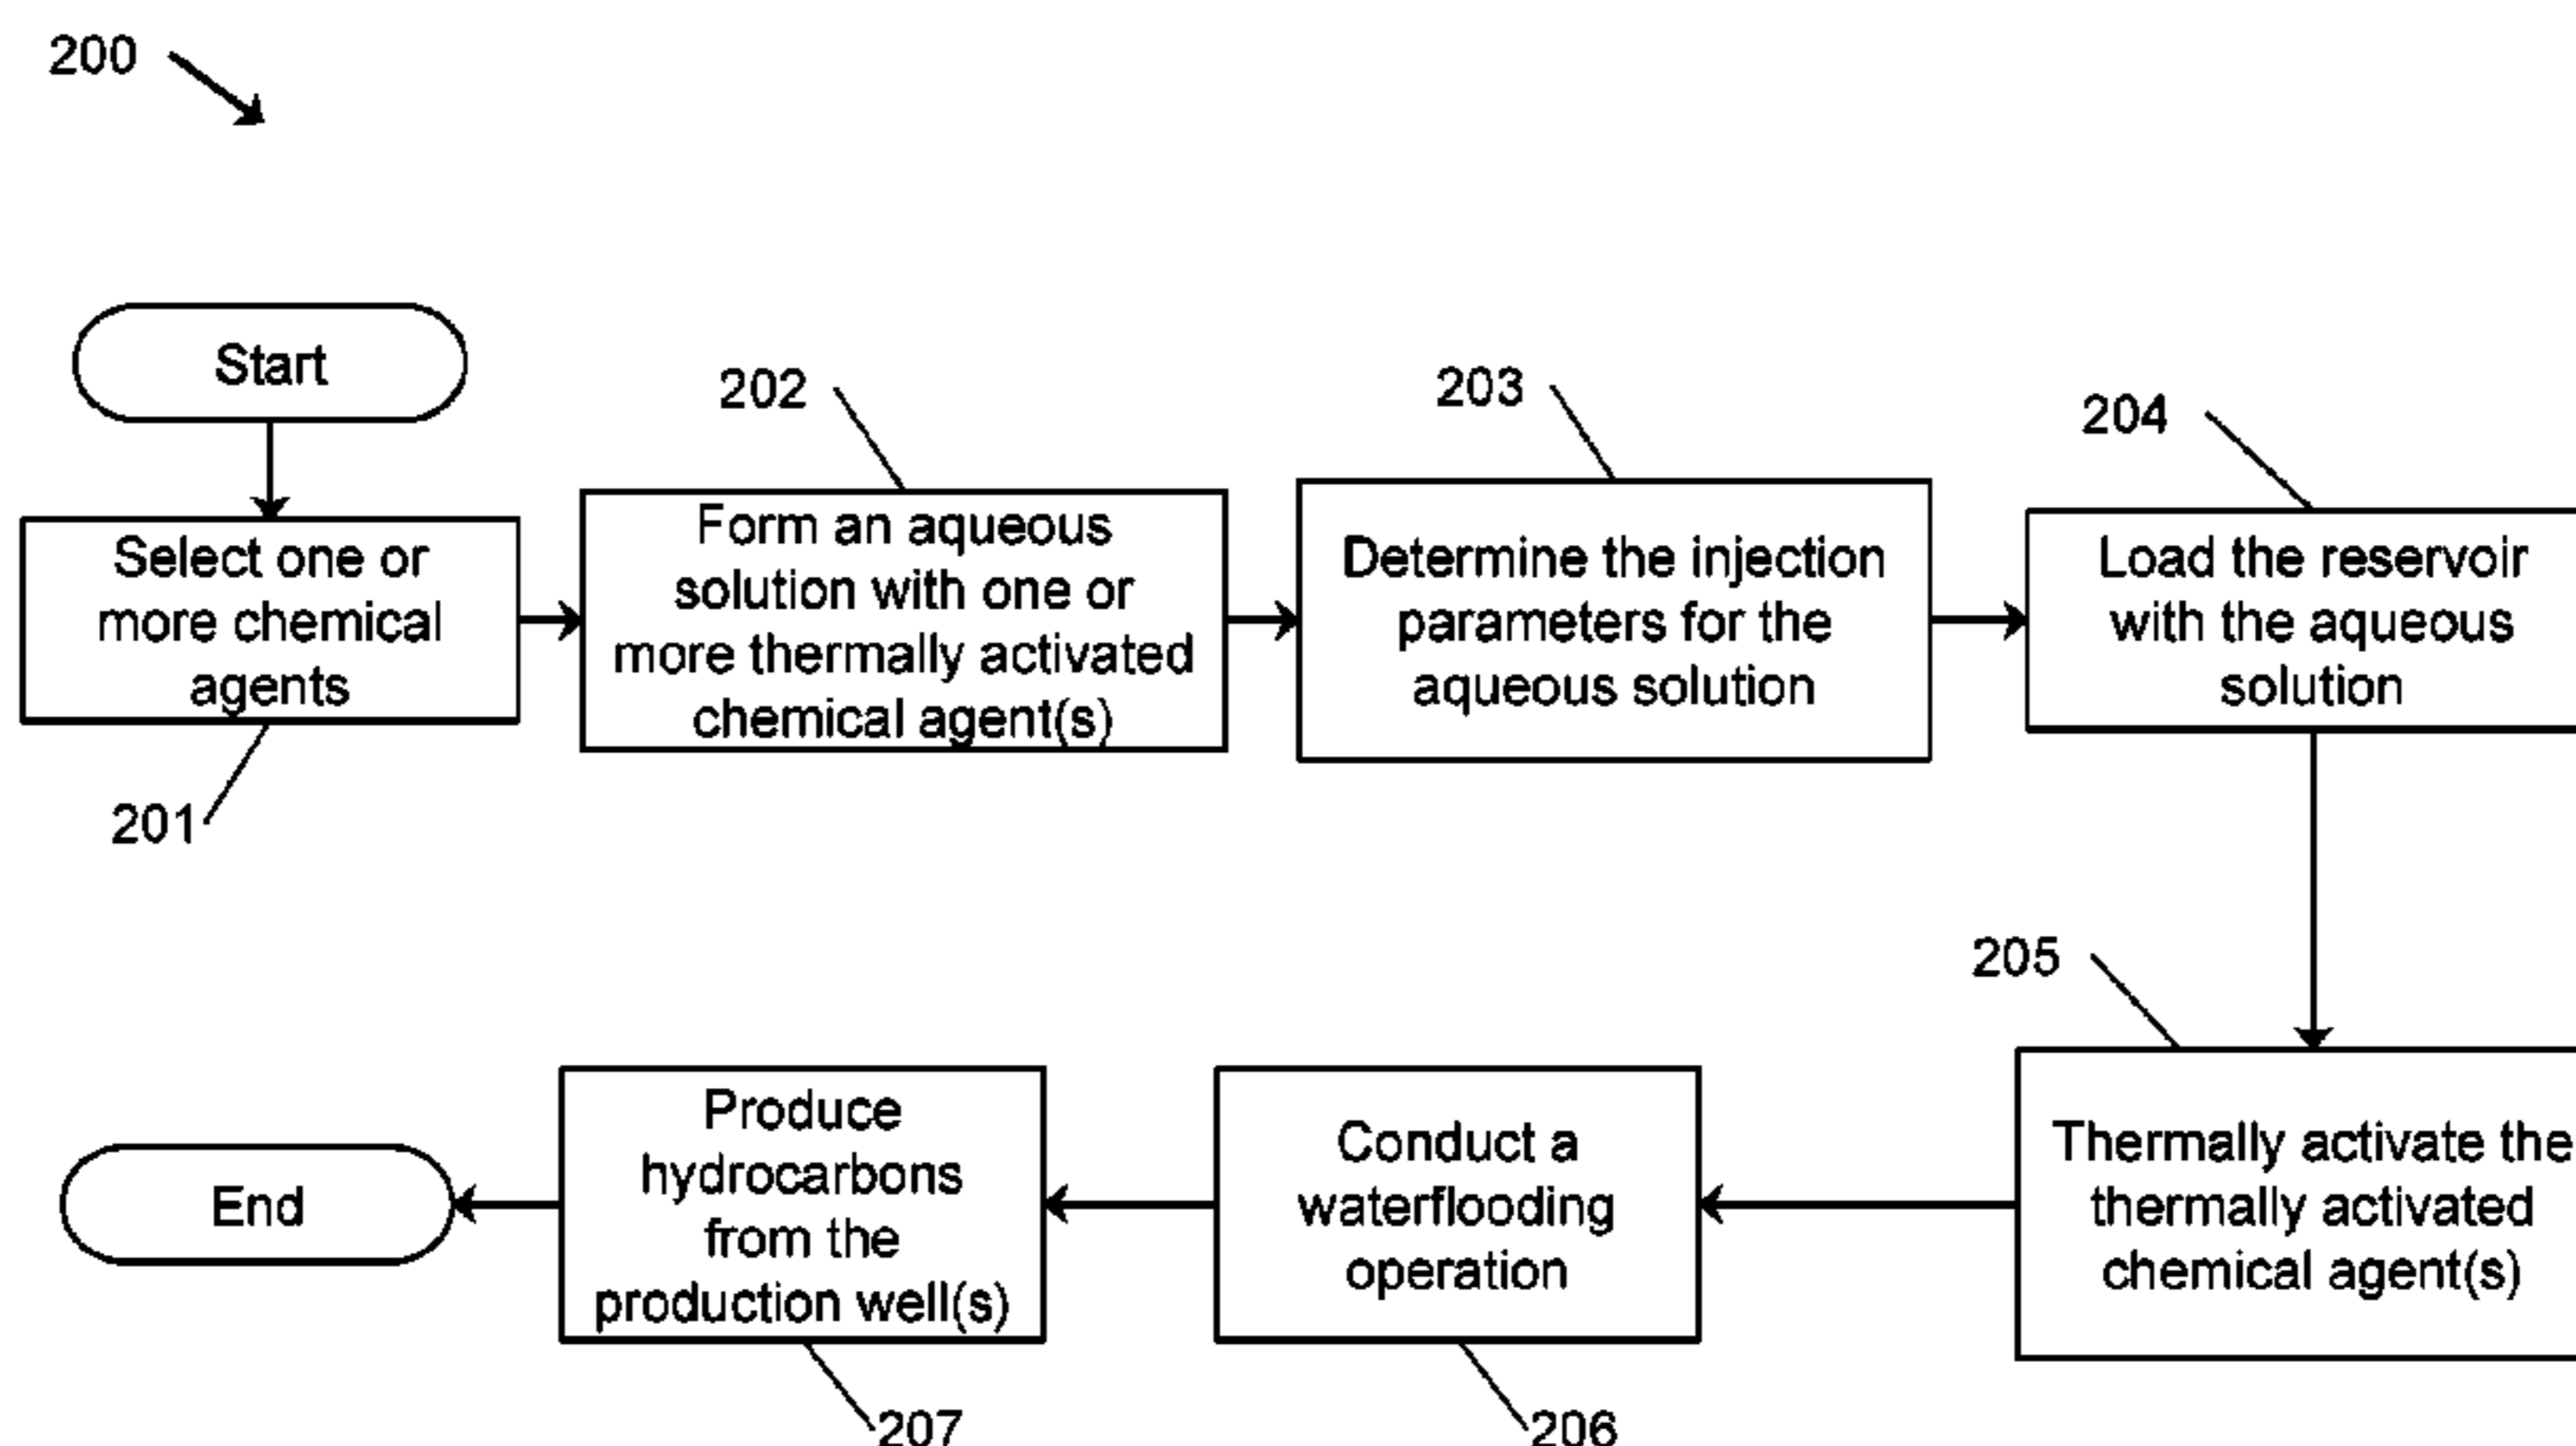 200
Start
201
Select one or
more chemical
agents
202
Form an aqueous
solution with one or
more thermally activated
chemical agent(s)
203
Determine the injection
parameters for the
aqueous solution
204
Load the reservoir
with the aqueous
solution
205
Thermally activate the
thermally activated
chemical agent(s)
206
Conduct a
waterflooding
operation
207
Produce
hydrocarbons
from the
production well(s)
End